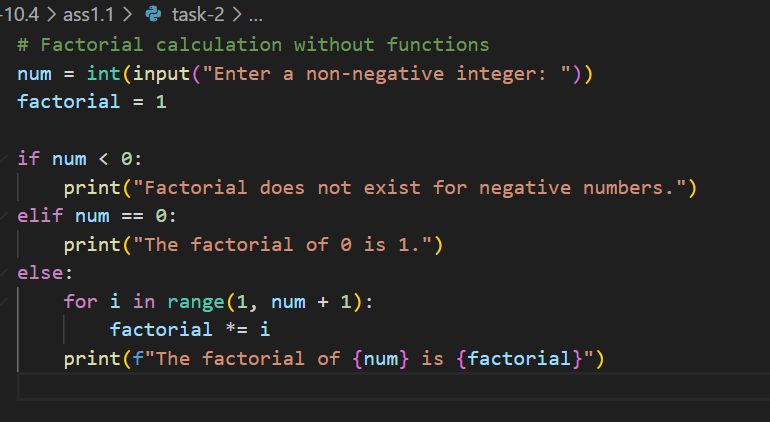 -10.4 > ass1.1 > task-2 > ...
# Factorial calculation without functions
num = int(input("Enter a non-negative integer: "))
factorial = 1

if num < 0:
    print("Factorial does not exist for negative numbers.")
elif num == 0:
    print("The factorial of 0 is 1.")
else:
    for i in range(1, num + 1):
        factorial *= i
    print(f"The factorial of {num} is {factorial}")